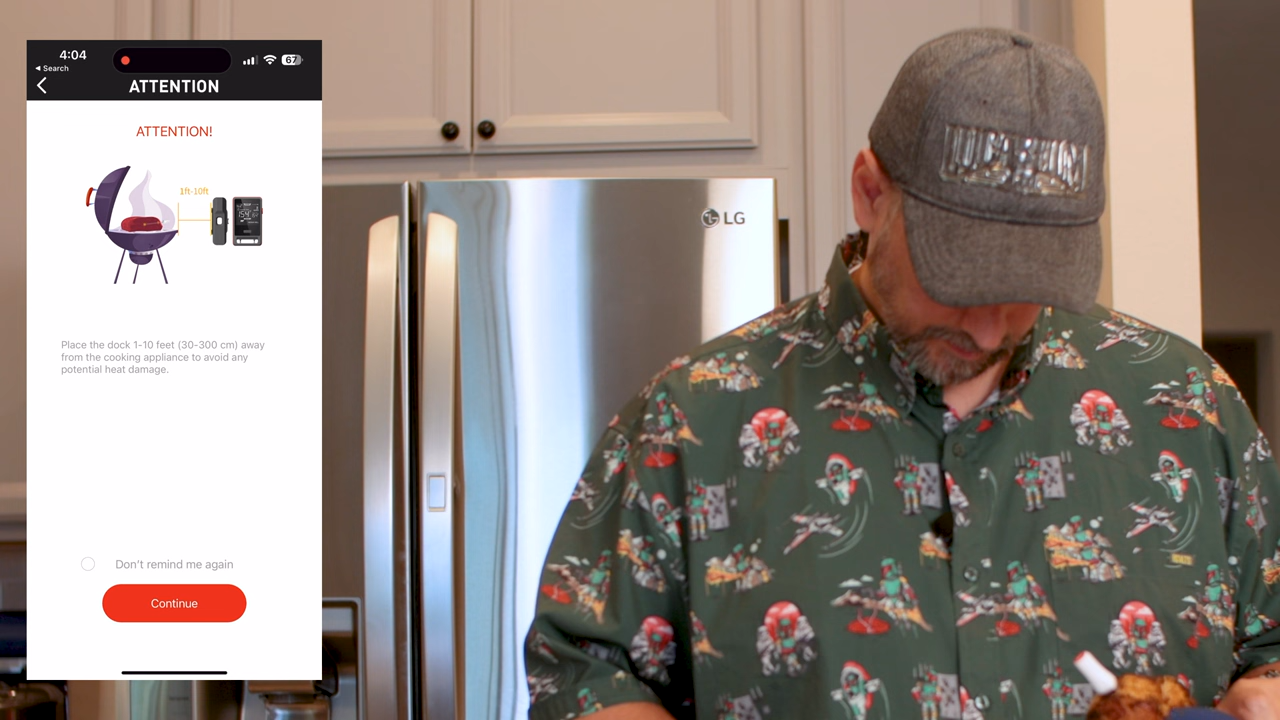 4:04
67
◄ Search
ATTENTION
ATTENTION!
1ft-10ft
Place the dock 1-10 feet (30-300 cm) away
from the cooking appliance to avoid any
potential heat damage.
Don't remind me again
Continue
LG